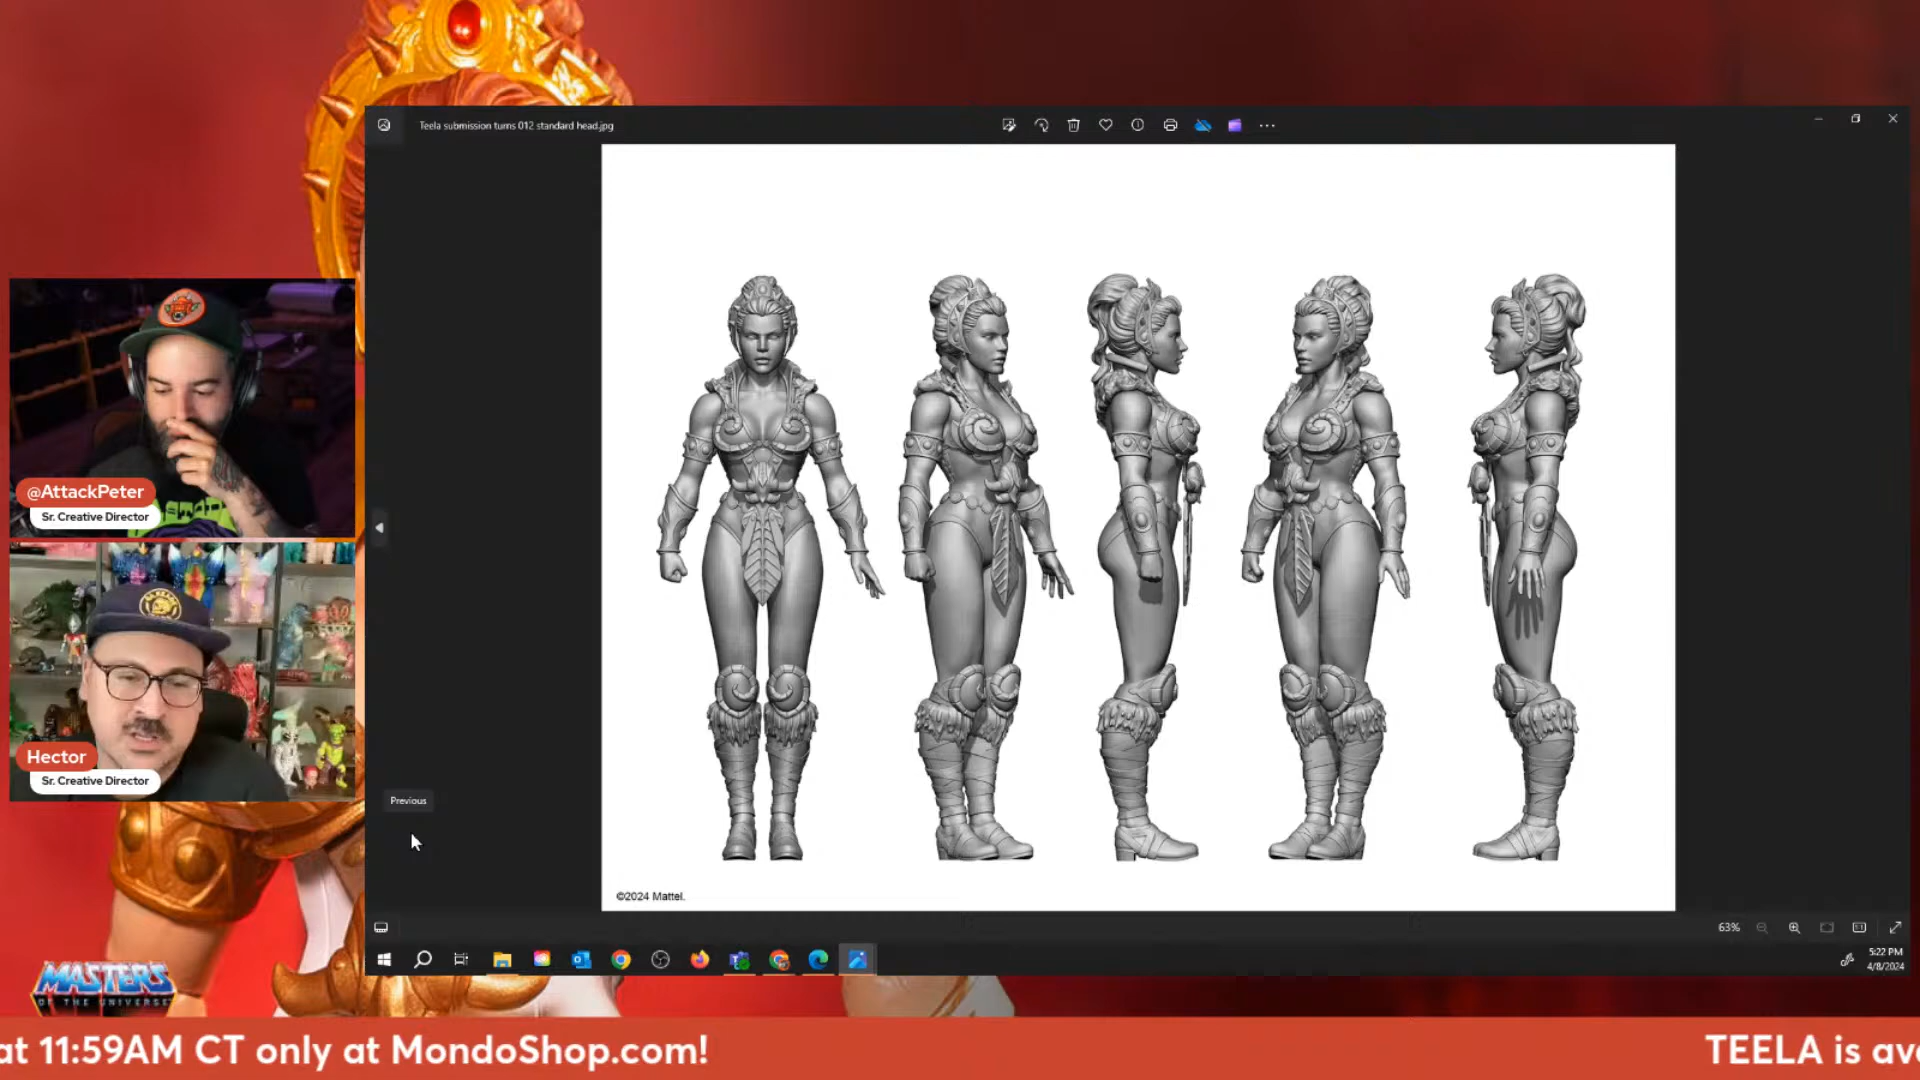 Teela submission turns 012 standard head.jpg
@AttackPeter
Sr. Creative Director
Hector
Sr. Creative Director
Previous
©2024 Mattel.
63%
5:22 PM
4/8/2024
MASTERS
OF THE UNIVERSE
at 11:59AM CT only at MondoShop.com!
TEELA is ava